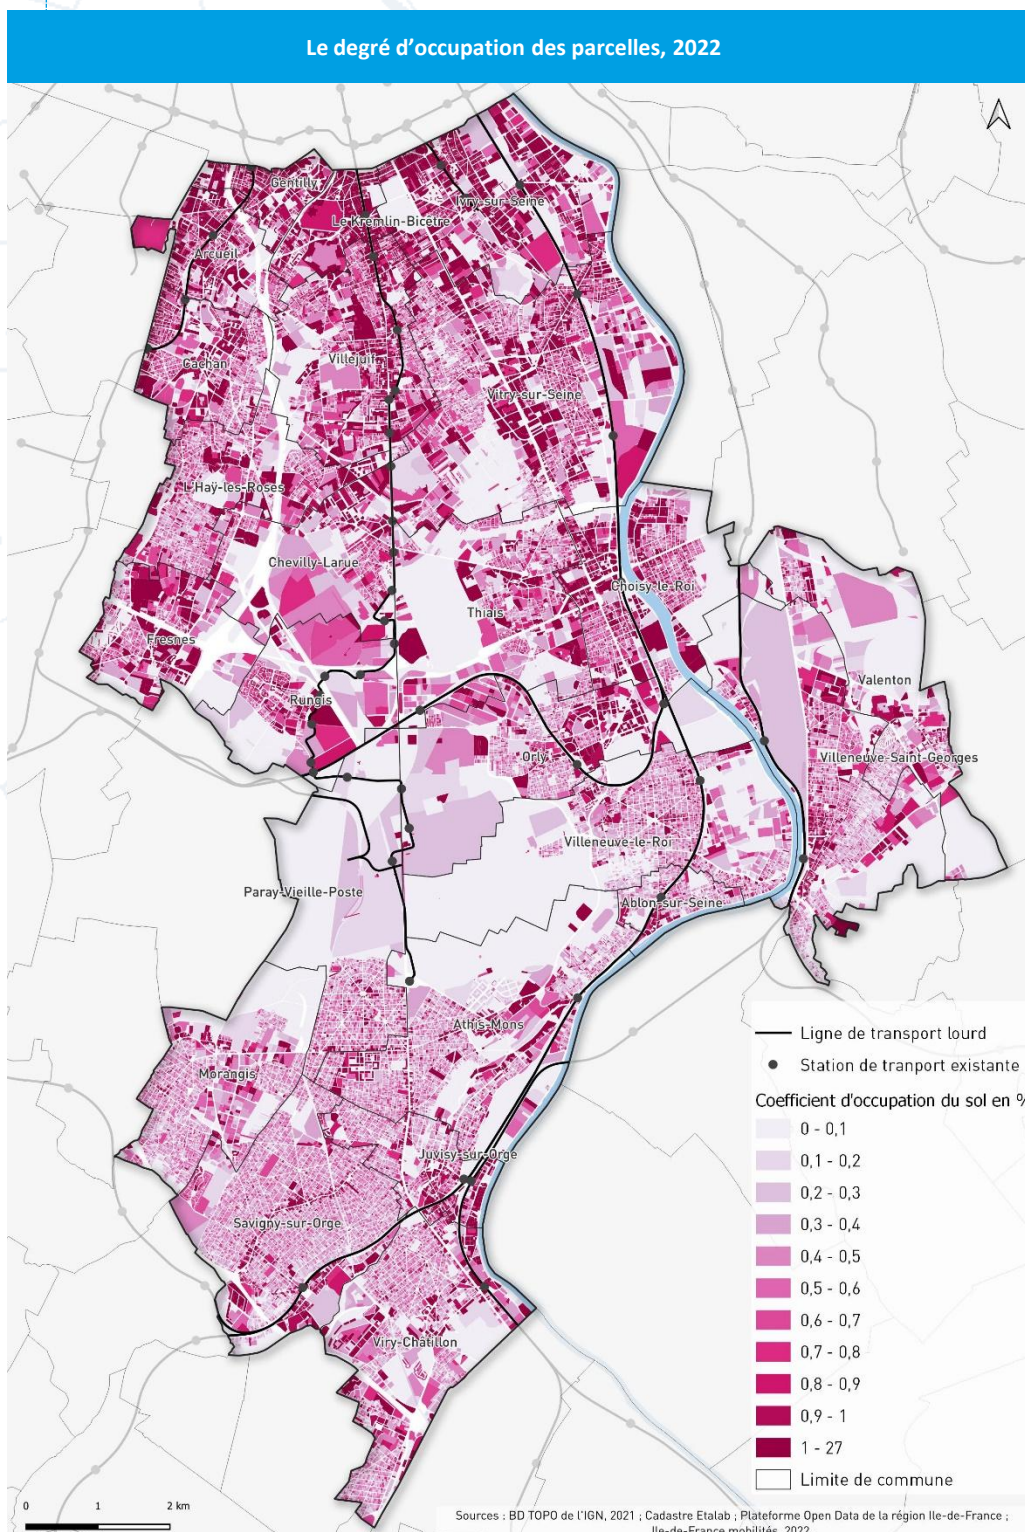 Le degré d'occupation des parcelles, 2022
Gentilly
Le Kremlin-Bicêtre
Ivry-sur-Seine
Arcueil
Cachan
Villejuif
Vitry-sur-Seine
L'Haÿ-les-Roses
Chevilly-Larue
Choisy-le-Roi
Thiais
Fresnes
Valenton
Rungis
Orly
Villeneuve-Saint-Georges
Villeneuve-le-Roi
Paray-Vieille-Poste
Ablon-sur-Seine
Athis-Mons
Morangis
Juvisy-sur-Orge
Savigny-sur-Orge
Viry-Châtillon
Ligne de transport lourd
Station de tranport existante
Coefficient d'occupation du sol en %
0 - 0,1
0,1 - 0,2
0,2 - 0,3
0,3 - 0,4
0,4 - 0,5
0,5 - 0,6
0,6 - 0,7
0,7 - 0,8
0,8 - 0,9
0,9 - 1
1 - 27
Limite de commune
0 1 2 km
Sources : BD TOPO de l'IGN, 2021 ; Cadastre Etalab ; Plateforme Open Data de la région Ile-de-France ;
Ile-de-France mobilités, 2022